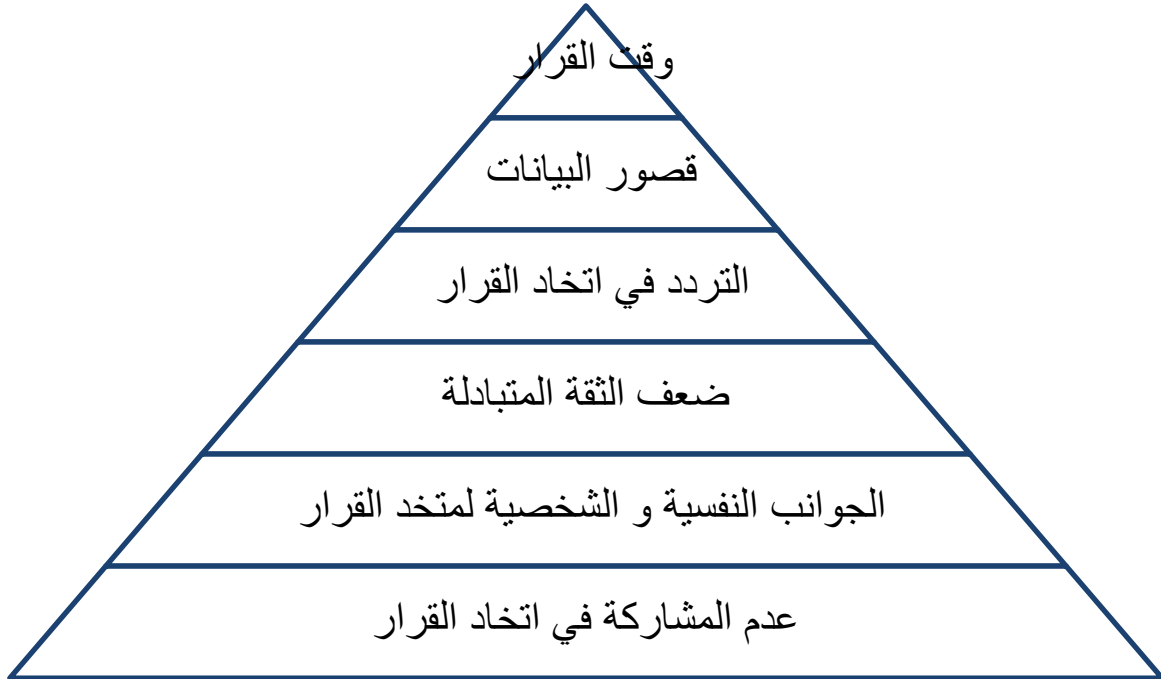 وقت القرار
قصور البيانات
التردد في اتخاد القرار
ضعف الثقة المتبادلة
الجوانب النفسية و الشخصية لمتخد القرار
عدم المشاركة في اتخاد القرار